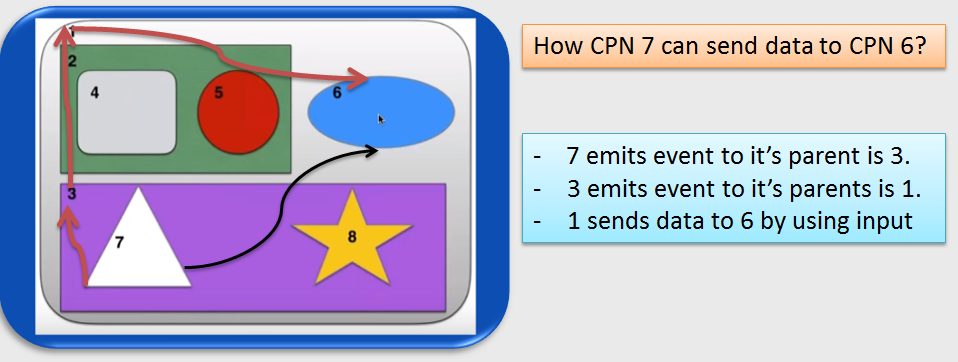 1
2
4
5
6
3
7
8
How CPN 7 can send data to CPN 6?
- 7 emits event to it's parent is 3.
- 3 emits event to it's parents is 1.
- 1 sends data to 6 by using input